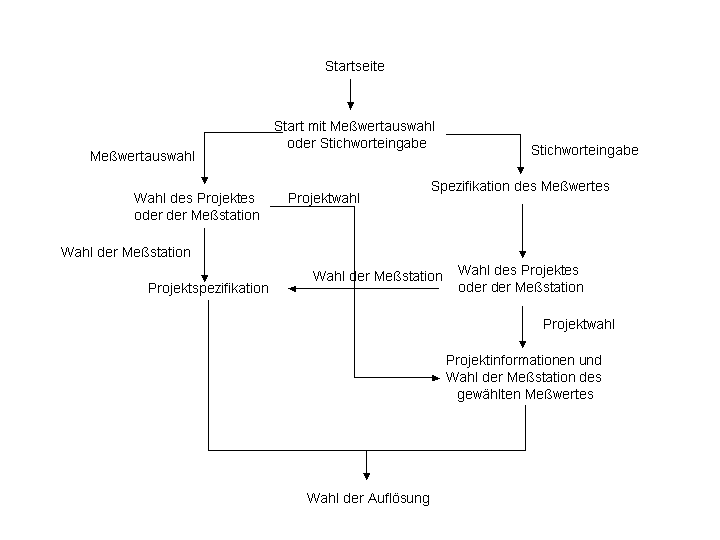 Startseite
Start mit Meßwertauswahl
oder Stichworteingabe
Meßwertauswahl
Stichworteingabe
Spezifikation des Meßwertes
Wahl des Projektes
oder der Meßstation
Projektwahl
Wahl der Meßstation
Projektspezifikation
Wahl der Meßstation
Wahl des Projektes
oder der Meßstation
Projektwahl
Projektinformationen und
Wahl der Meßstation des
gewählten Meßwertes
Wahl der Auflösung